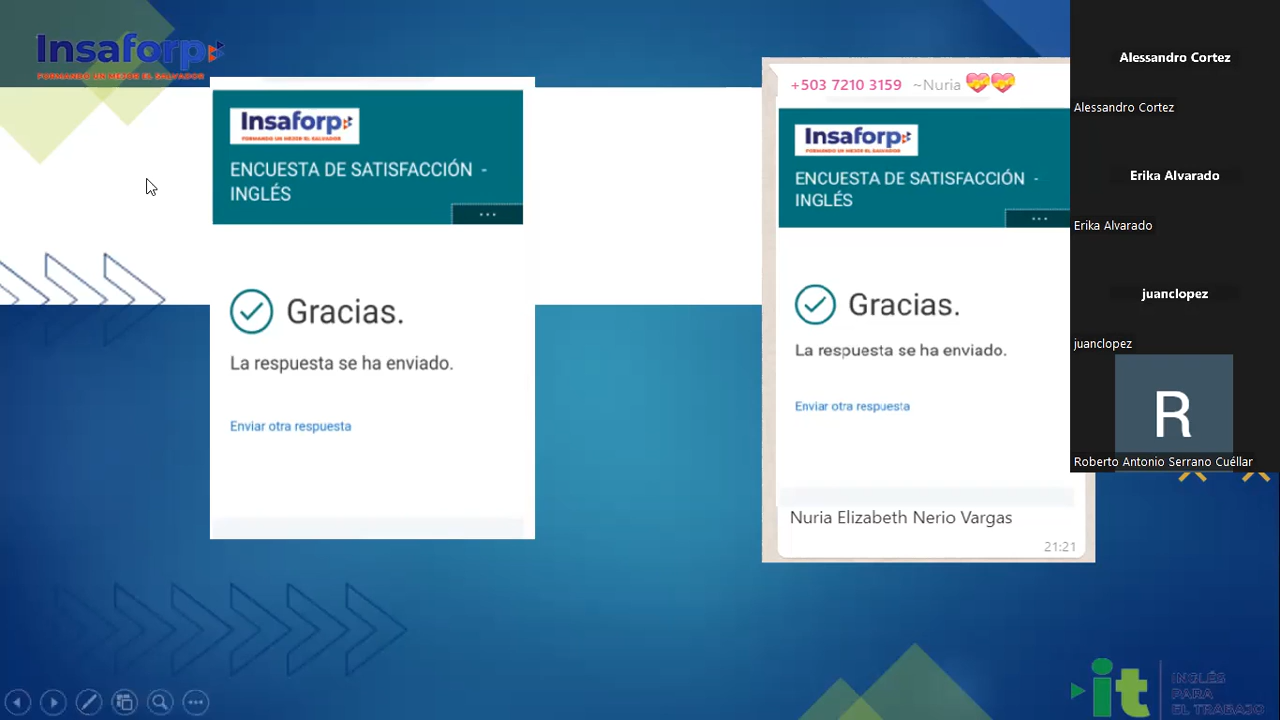 Insaforp
FORMANDO UN MEJOR EL SALVADOR
Insaforp
FORMANDO UN MEJOR EL SALVADOR
ENCUESTA DE SATISFACCIÓN -
INGLÉS
...
Gracias.
La respuesta se ha enviado.
Enviar otra respuesta
+503 7210 3159 ~Nuria 💝💝
Insaforp
FORMANDO UN MEJOR EL SALVADOR
ENCUESTA DE SATISFACCIÓN -
INGLÉS
...
Gracias.
La respuesta se ha enviado.
Enviar otra respuesta
Nuria Elizabeth Nerio Vargas
21:21
Alessandro Cortez
Alessandro Cortez
Erika Alvarado
Erika Alvarado
juanclopez
juanclopez
R
Roberto Antonio Serrano Cuéllar
it
INGLÉS
PARA
EL TRABAJO